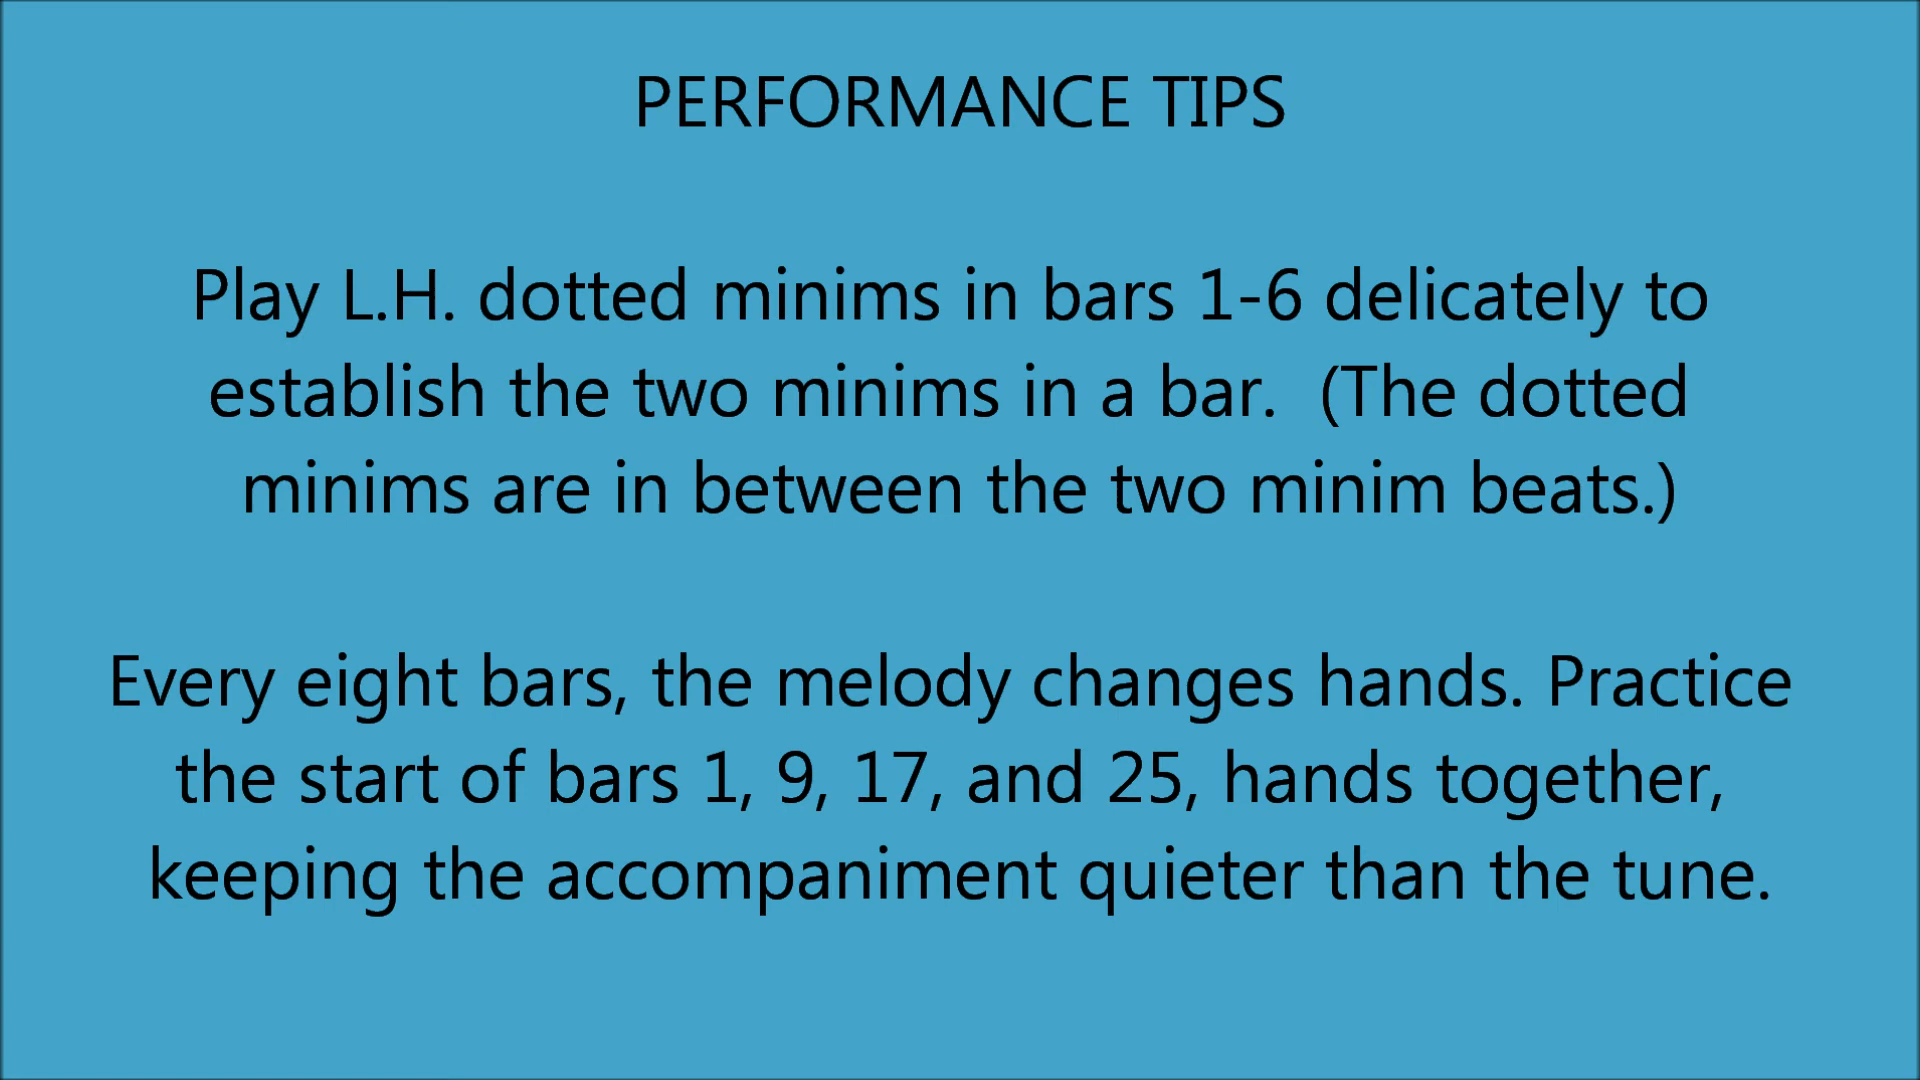 PERFORMANCE TIPS
Play L.H. dotted minims in bars 1-6 delicately to
establish the two minims in a bar.  (The dotted
minims are in between the two minim beats.)
Every eight bars, the melody changes hands. Practice
the start of bars 1, 9, 17, and 25, hands together,
keeping the accompaniment quieter than the tune.